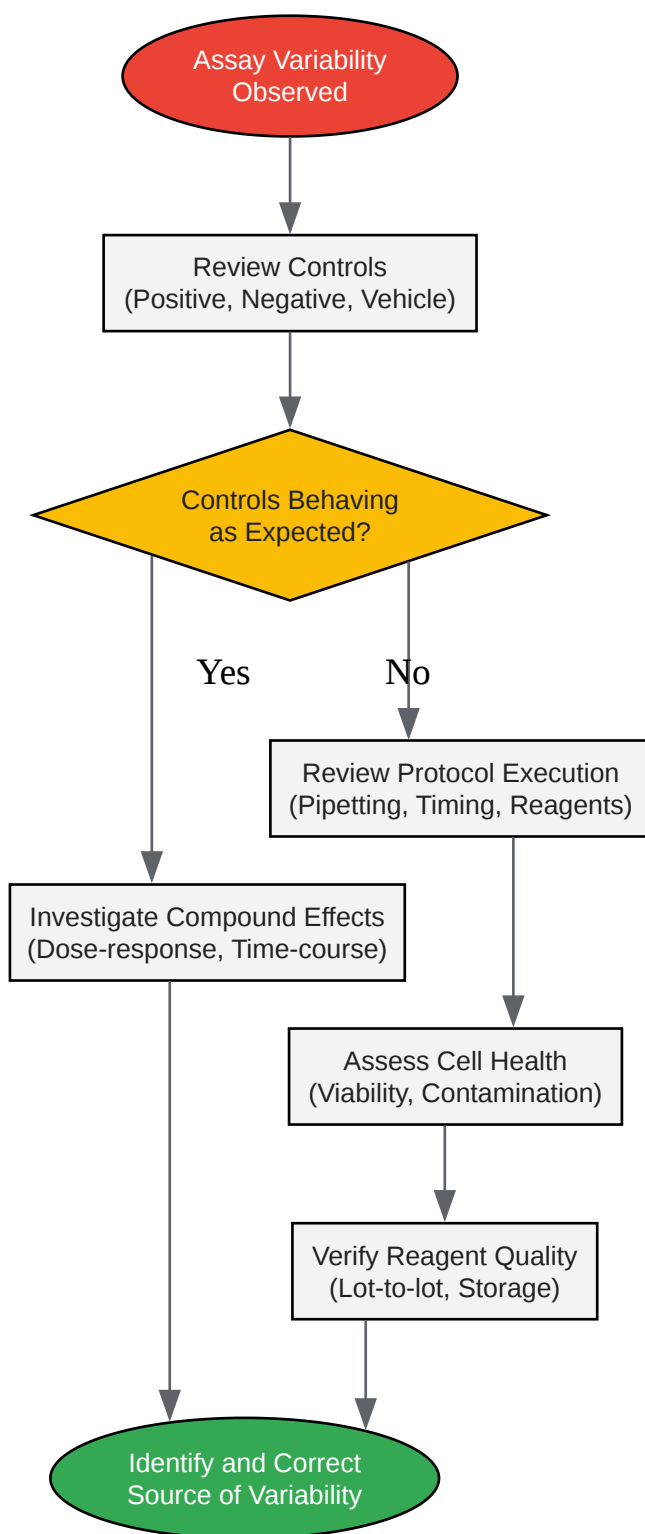 Assay Variability
Observed
Review Controls
(Positive, Negative, Vehicle)
Controls Behaving
as Expected?
Yes
No
Review Protocol Execution
(Pipetting, Timing, Reagents)
Investigate Compound Effects
(Dose-response, Time-course)
Assess Cell Health
(Viability, Contamination)
Verify Reagent Quality
(Lot-to-lot, Storage)
Identify and Correct
Source of Variability